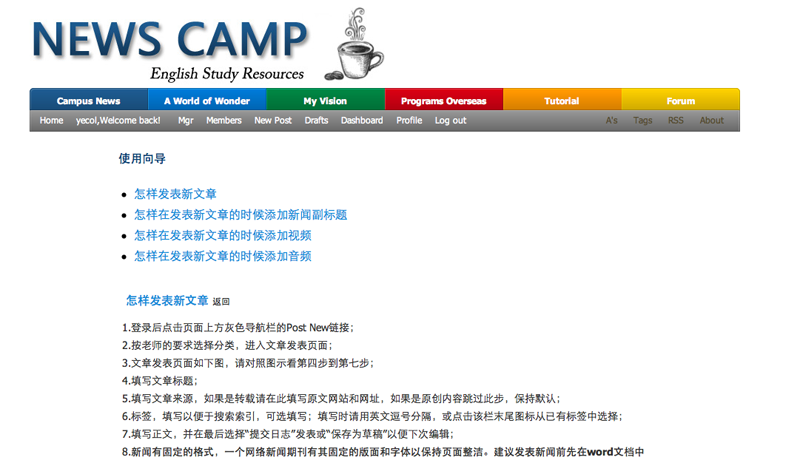 NEWS CAMP
English Study Resources
Campus News A World of Wonder My Vision Programs Overseas Tutorial Forum
Home yecol,Welcome back! Mgr Members New Post Drafts Dashboard Profile Log out A's Tags RSS About
使用向导
怎样发表新文章
怎样在发表新文章的时候添加新闻副标题
怎样在发表新文章的时候添加视频
怎样在发表新文章的时候添加音频
怎样发表新文章 返回
1.登录后点击页面上方灰色导航栏的Post New链接；
2.按老师的要求选择分类，进入文章发表页面；
3.文章发表页面如下图，请对照图示看第四步到第七步；
4.填写文章标题；
5.填写文章来源，如果是转载请在此填写原文网站和网址，如果是原创内容跳过此步，保持默认；
6.标签，填写以便于搜索索引，可选填写；填写时请用英文逗号分隔，或点击该栏末尾图标从已有标签中选择；
7.填写正文，并在最后选择“提交日志”发表或“保存为草稿”以便下次编辑；
8.新闻有固定的格式，一个网络新闻期刊有其固定的版面和字体以保持页面整洁。建议发表新闻前先在word文档中